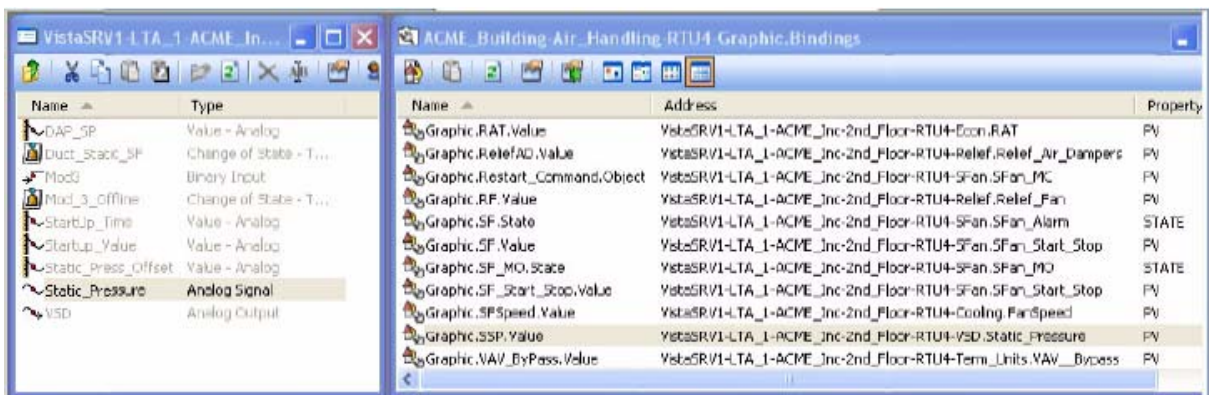 VistaSRV1-LTA_1-ACME_In...
Name Type
DAP_SP Value - Analog
Duct_Static_SP Change of State - T...
Mod3 Binary Input
Mod_3_Offline Change of State - T...
StartUp_Time Value - Analog
Startup_Value Value - Analog
Static_Press_Offset Value - Analog
Static_Pressure Analog Signal
VSD Analog Output
ACME_Building-Air_Handling-RTU4-Graphic.Bindings
Name Address Property
Graphic.RAT.Value VistaSRV1-LTA_1-ACME_Inc-2nd_Floor-RTU4-Econ.RAT PV
Graphic.ReliefAD.Value VistaSRV1-LTA_1-ACME_Inc-2nd_Floor-RTU4-Relief.Relief_Air_Dampers PV
Graphic.Restart_Command.Object VistaSRV1-LTA_1-ACME_Inc-2nd_Floor-RTU4-SFan.SFan_MC PV
Graphic.RF.Value VistaSRV1-LTA_1-ACME_Inc-2nd_Floor-RTU4-Relief.Relief_Fan PV
Graphic.SF.State VistaSRV1-LTA_1-ACME_Inc-2nd_Floor-RTU4-SFan.SFan_Alarm STATE
Graphic.SF.Value VistaSRV1-LTA_1-ACME_Inc-2nd_Floor-RTU4-SFan.SFan_Start_Stop PV
Graphic.SF_MO.State VistaSRV1-LTA_1-ACME_Inc-2nd_Floor-RTU4-SFan.SFan_MO STATE
Graphic.SF_Start_Stop.Value VistaSRV1-LTA_1-ACME_Inc-2nd_Floor-RTU4-SFan.SFan_Start_Stop PV
Graphic.SFSpeed.Value VistaSRV1-LTA_1-ACME_Inc-2nd_Floor-RTU4-Cooling.FanSpeed PV
Graphic.SSP.Value VistaSRV1-LTA_1-ACME_Inc-2nd_Floor-RTU4-VSD.Static_Pressure PV
Graphic.VAV_ByPass.Value VistaSRV1-LTA_1-ACME_Inc-2nd_Floor-RTU4-Term_Units.VAV__Bypass PV